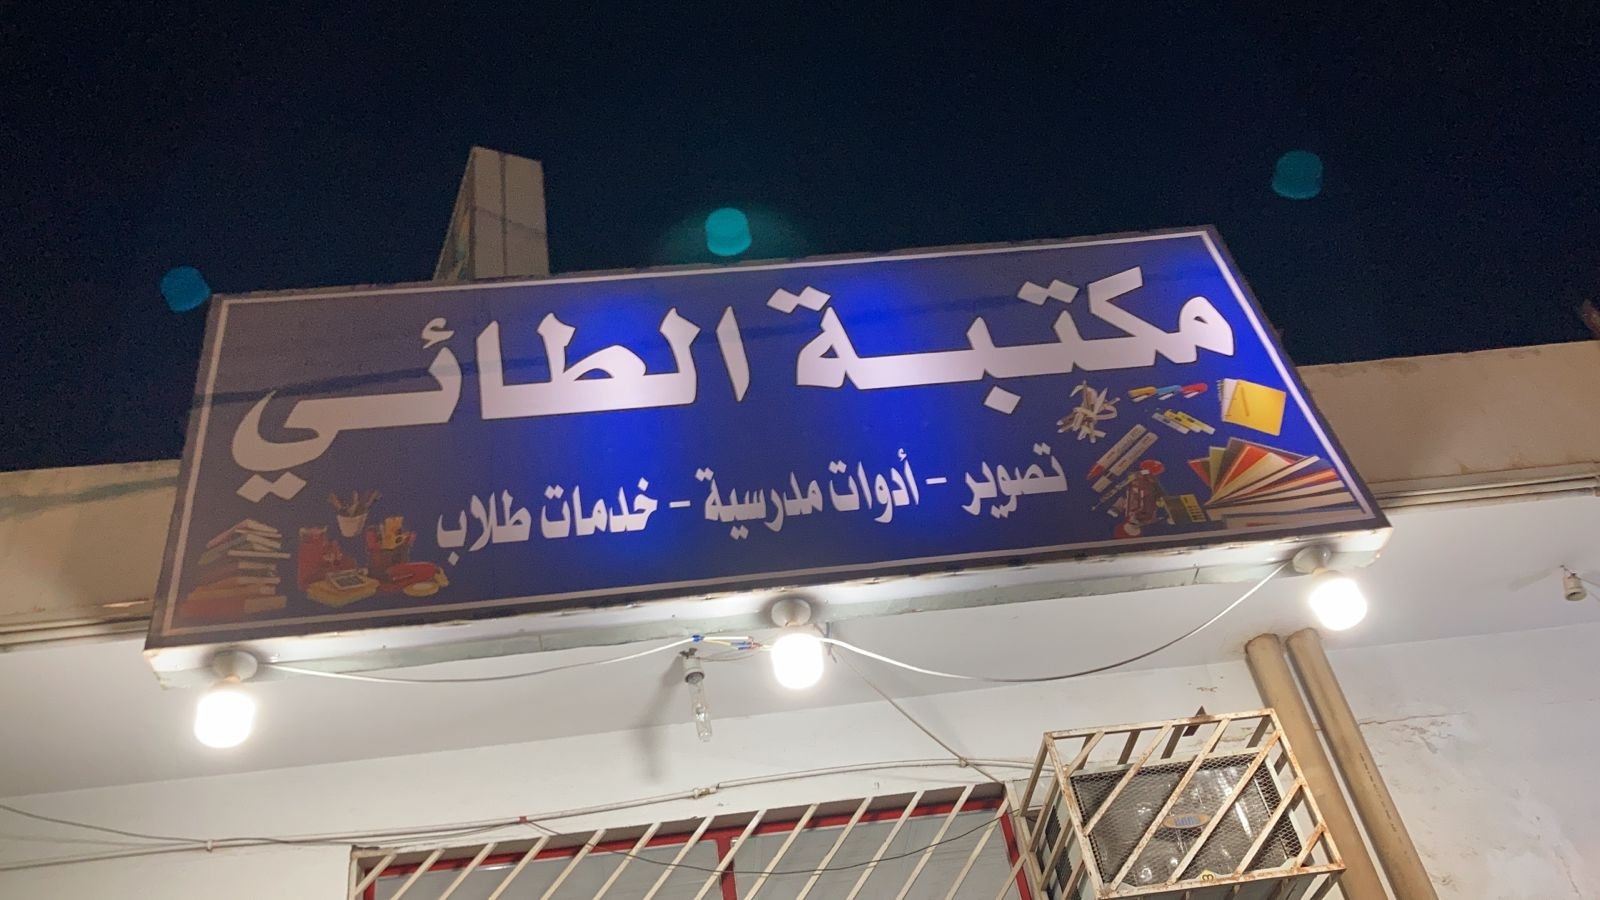 مكتبة الطائي
تصوير - أدوات مدرسية - خدمات طلاب